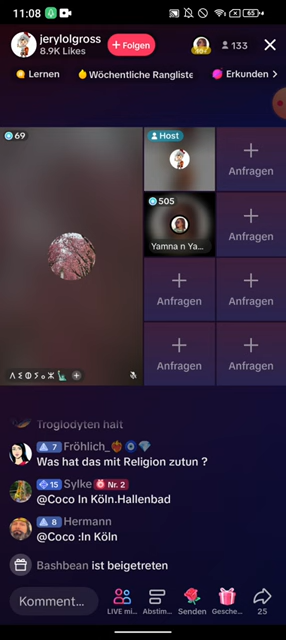 11:08
65
jerylolgross
8.9K Likes
+ Folgen
133
Lernen
Wöchentliche Rangliste
Erkunden
69
Host
Anfragen
505
Yamna n Ya...
Anfragen
Anfragen
Anfragen
Anfragen
Anfragen
Troglodyten hält
7 Fröhlich_
Was hat das mit Religion zutun ?
15 Sylke Nr. 2
@Coco In Köln.Hallenbad
8 Hermann
@Coco :In Köln
Bashbean ist beigetreten
Komment...
LIVE mi...
Abstim...
Senden
Gesche...
25